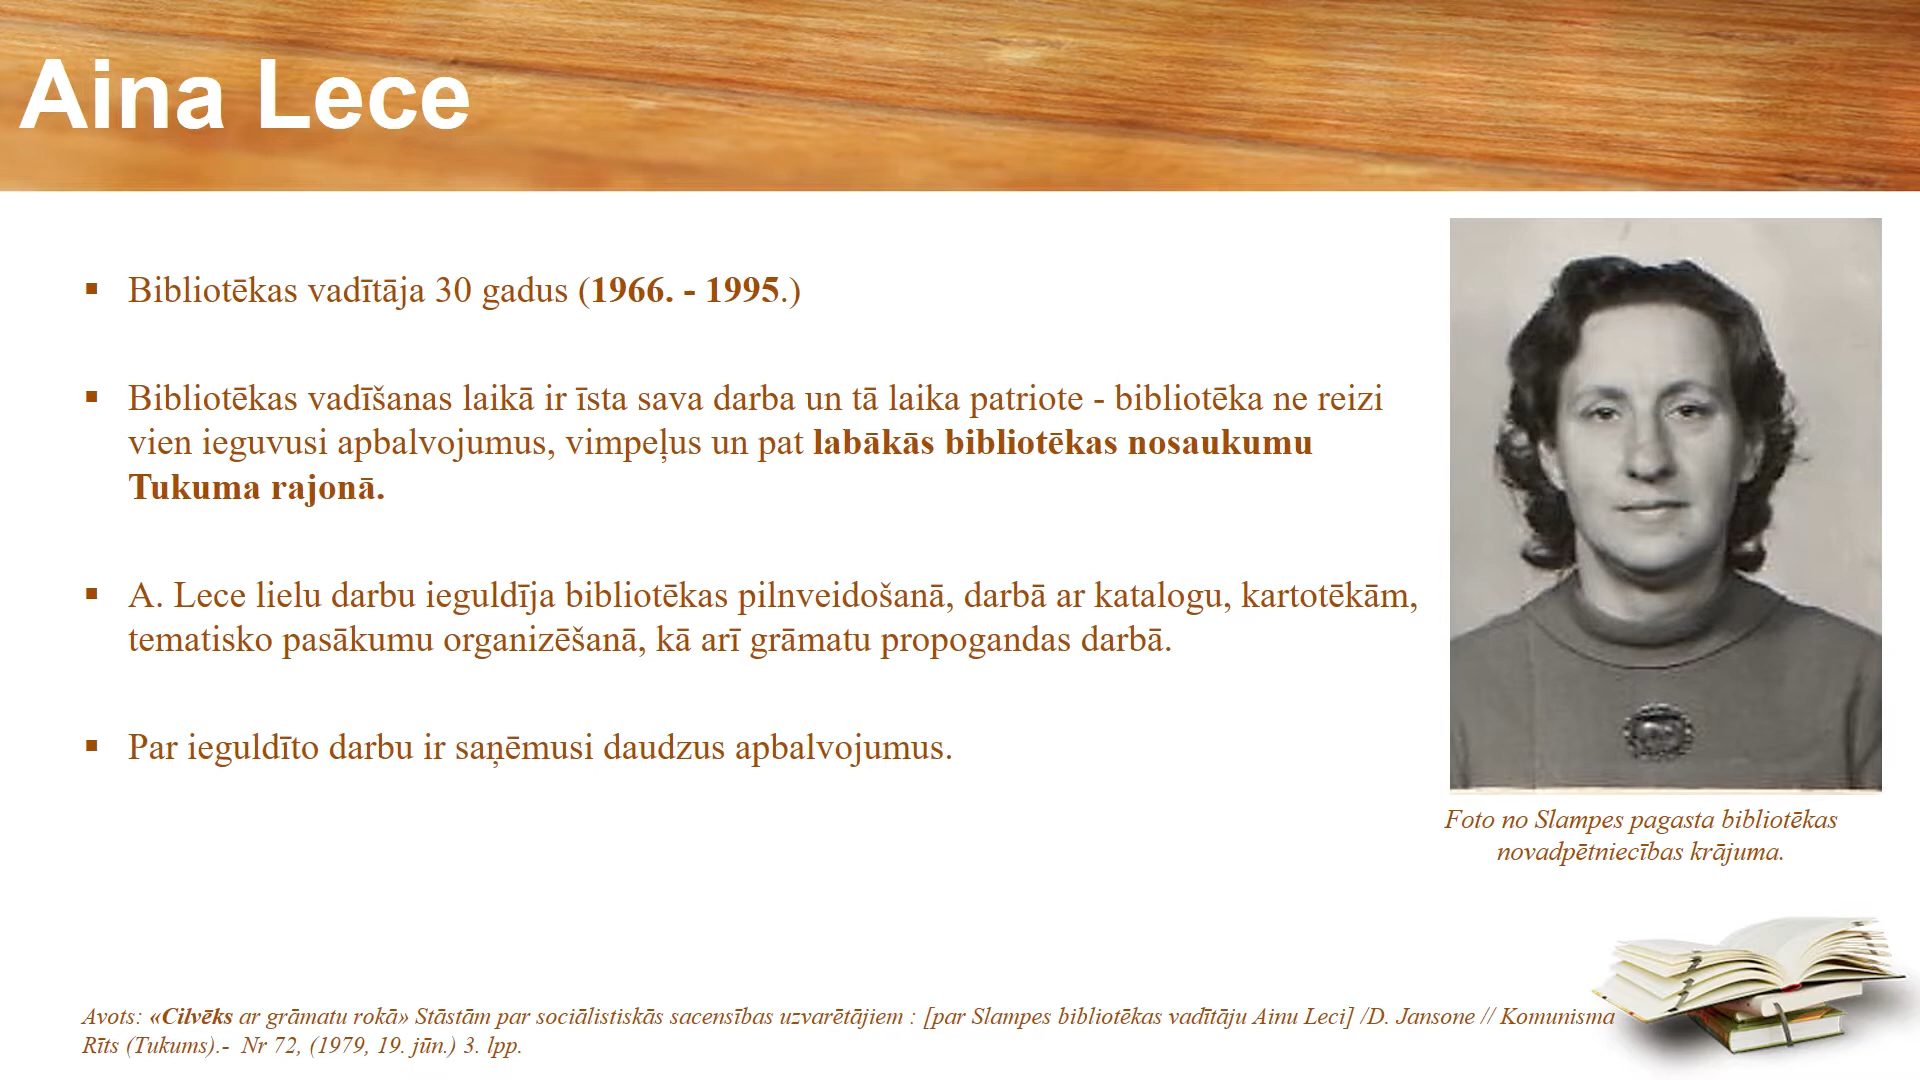 Aina Lece
▪ Bibliotēkas vadītāja 30 gadus (1966. - 1995.)
▪ Bibliotēkas vadīšanas laikā ir īsta sava darba un tā laika patriote - bibliotēka ne reizi
vien ieguvusi apbalvojumus, vimpeļus un pat labākās bibliotēkas nosaukumu
Tukuma rajonā.
▪ A. Lece lielu darbu ieguldīja bibliotēkas pilnveidošanā, darbā ar katalogu, kartotēkām,
tematisko pasākumu organizēšanā, kā arī grāmatu propogandas darbā.
▪ Par ieguldīto darbu ir saņēmusi daudzus apbalvojumus.
Foto no Slampes pagasta bibliotēkas
novadpētniecības krājuma.
Avots: «Cilvēks ar grāmatu rokā» Stāstām par sociālistiskās sacensības uzvarētājiem : [par Slampes bibliotēkas vadītāju Ainu Leci] /D. Jansone // Komunisma
Rīts (Tukums).- Nr 72, (1979, 19. jūn.) 3. lpp.